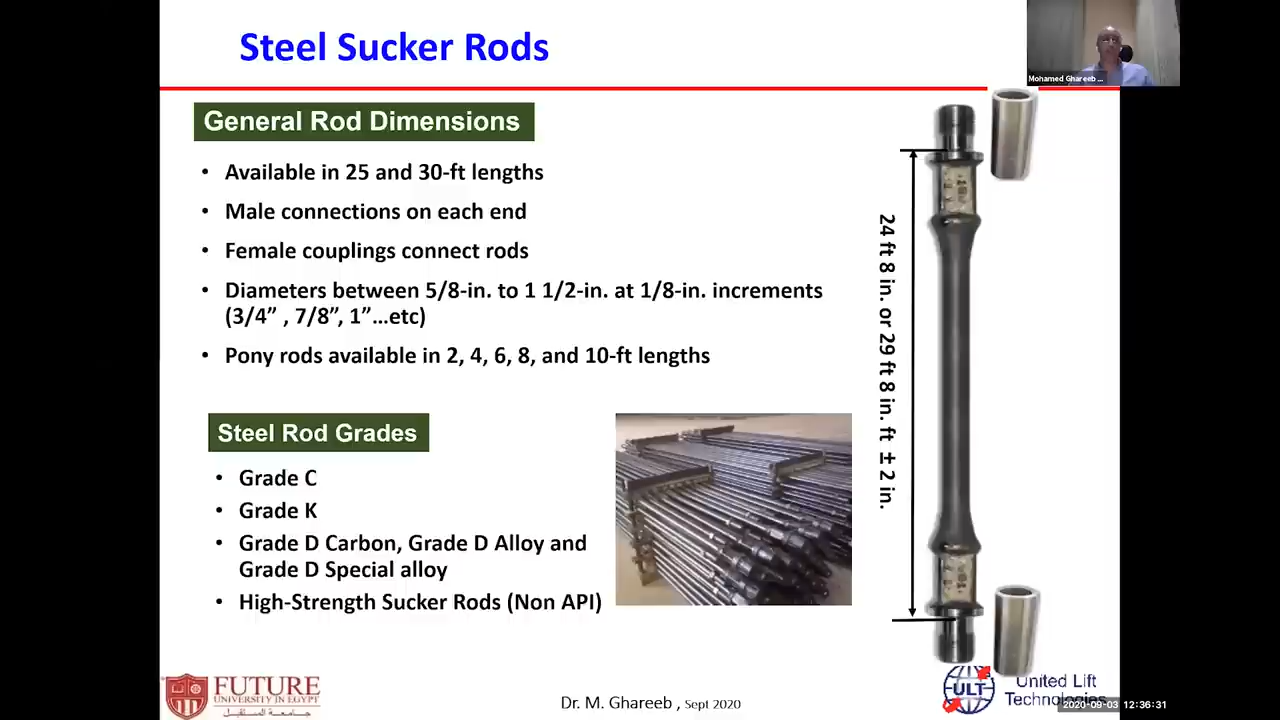 Steel Sucker Rods
Mohamed Ghareeb ...
General Rod Dimensions
• Available in 25 and 30-ft lengths
• Male connections on each end
• Female couplings connect rods
• Diameters between 5/8-in. to 1 1/2-in. at 1/8-in. increments
(3/4” , 7/8”, 1”...etc)
• Pony rods available in 2, 4, 6, 8, and 10-ft lengths
24 ft 8 in. or 29 ft 8 in. ft ± 2 in.
Steel Rod Grades
• Grade C
• Grade K
• Grade D Carbon, Grade D Alloy and
Grade D Special alloy
• High-Strength Sucker Rods (Non API)
FUTURE
UNIVERSITY IN EGYPT
جامعة المستقبل
Dr. M. Ghareeb , Sept 2020
ULT
United Lift
Technologies
2020-09-03 12:36:31